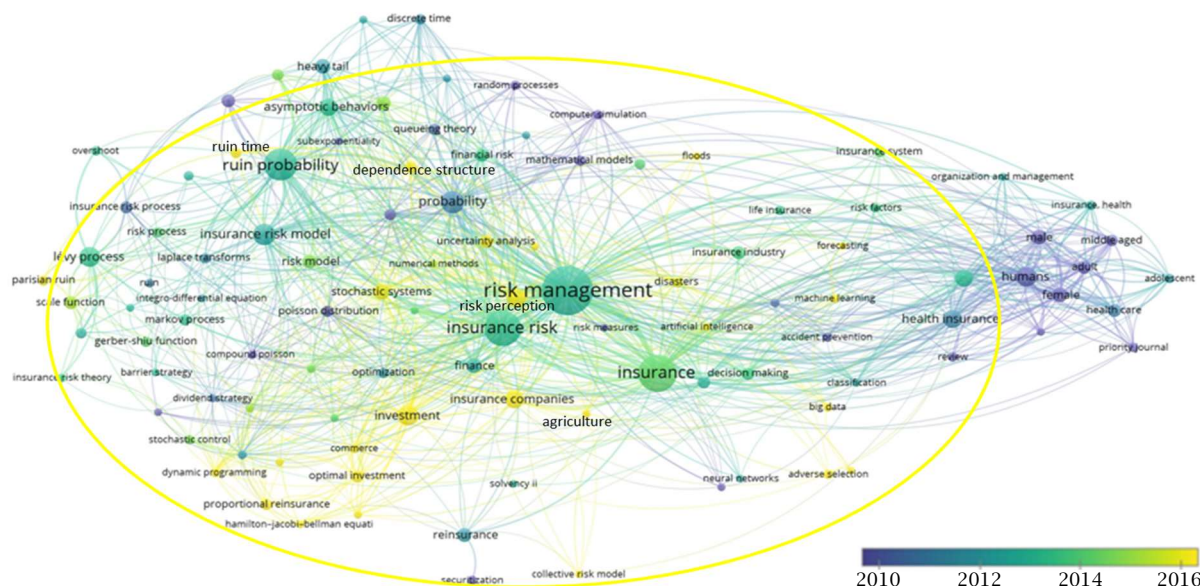 discrete time
heavy tail
random processes
asymptotic behaviors
computer simulation
queueing theory
subexponentiality
ruin time
overshoot
financial risk
mathematical models
floods
insurance system
ruin probability
dependence structure
organization and management
probability
insurance risk process
life insurance
risk factors
insurance, health
risk process
insurance risk model
uncertainty analysis
male
middle aged
forecasting
insurance industry
lévy process
laplace transforms
risk model
numerical methods
adult
parisian ruin
ruin
risk management
disasters
humans
adolescent
stochastic systems
female
scale function
integro-differential equation
risk perception
machine learning
poisson distribution
health care
markov process
insurance risk
risk measures
artificial intelligence
health insurance
gerber-shiu function
accident prevention
priority journal
compound poisson
review
finance
insurance risk theory
barrier strategy
optimization
insurance
decision making
classification
dividend strategy
insurance companies
big data
investment
agriculture
stochastic control
commerce
dynamic programming
optimal investment
adverse selection
neural networks
solvency ii
proportional reinsurance
hamilton–jacobi–bellman equati
reinsurance
collective risk model
securitization
2010 2012 2014 2016